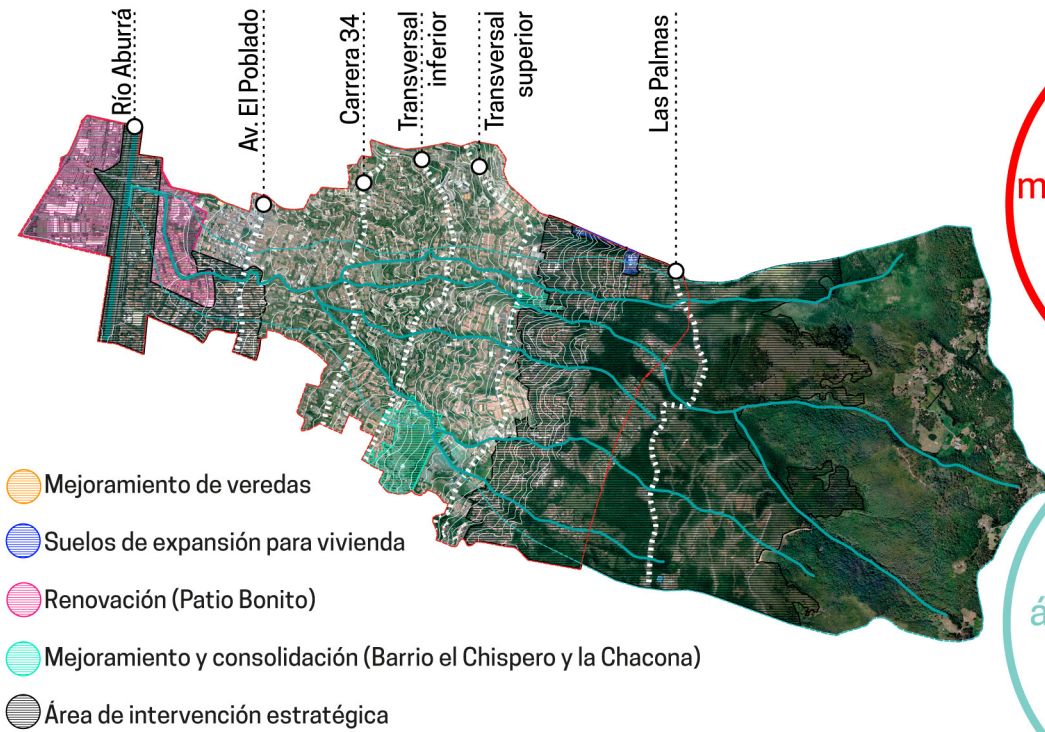 Río Aburrá
Av. El Poblado
Carrera 34
Transversal
inferior
Transversal
superior
Las Palmas
m
Mejoramiento de veredas
Suelos de expansión para vivienda
Renovación (Patio Bonito)
á
Mejoramiento y consolidación (Barrio el Chispero y la Chacona)
Área de intervención estratégica